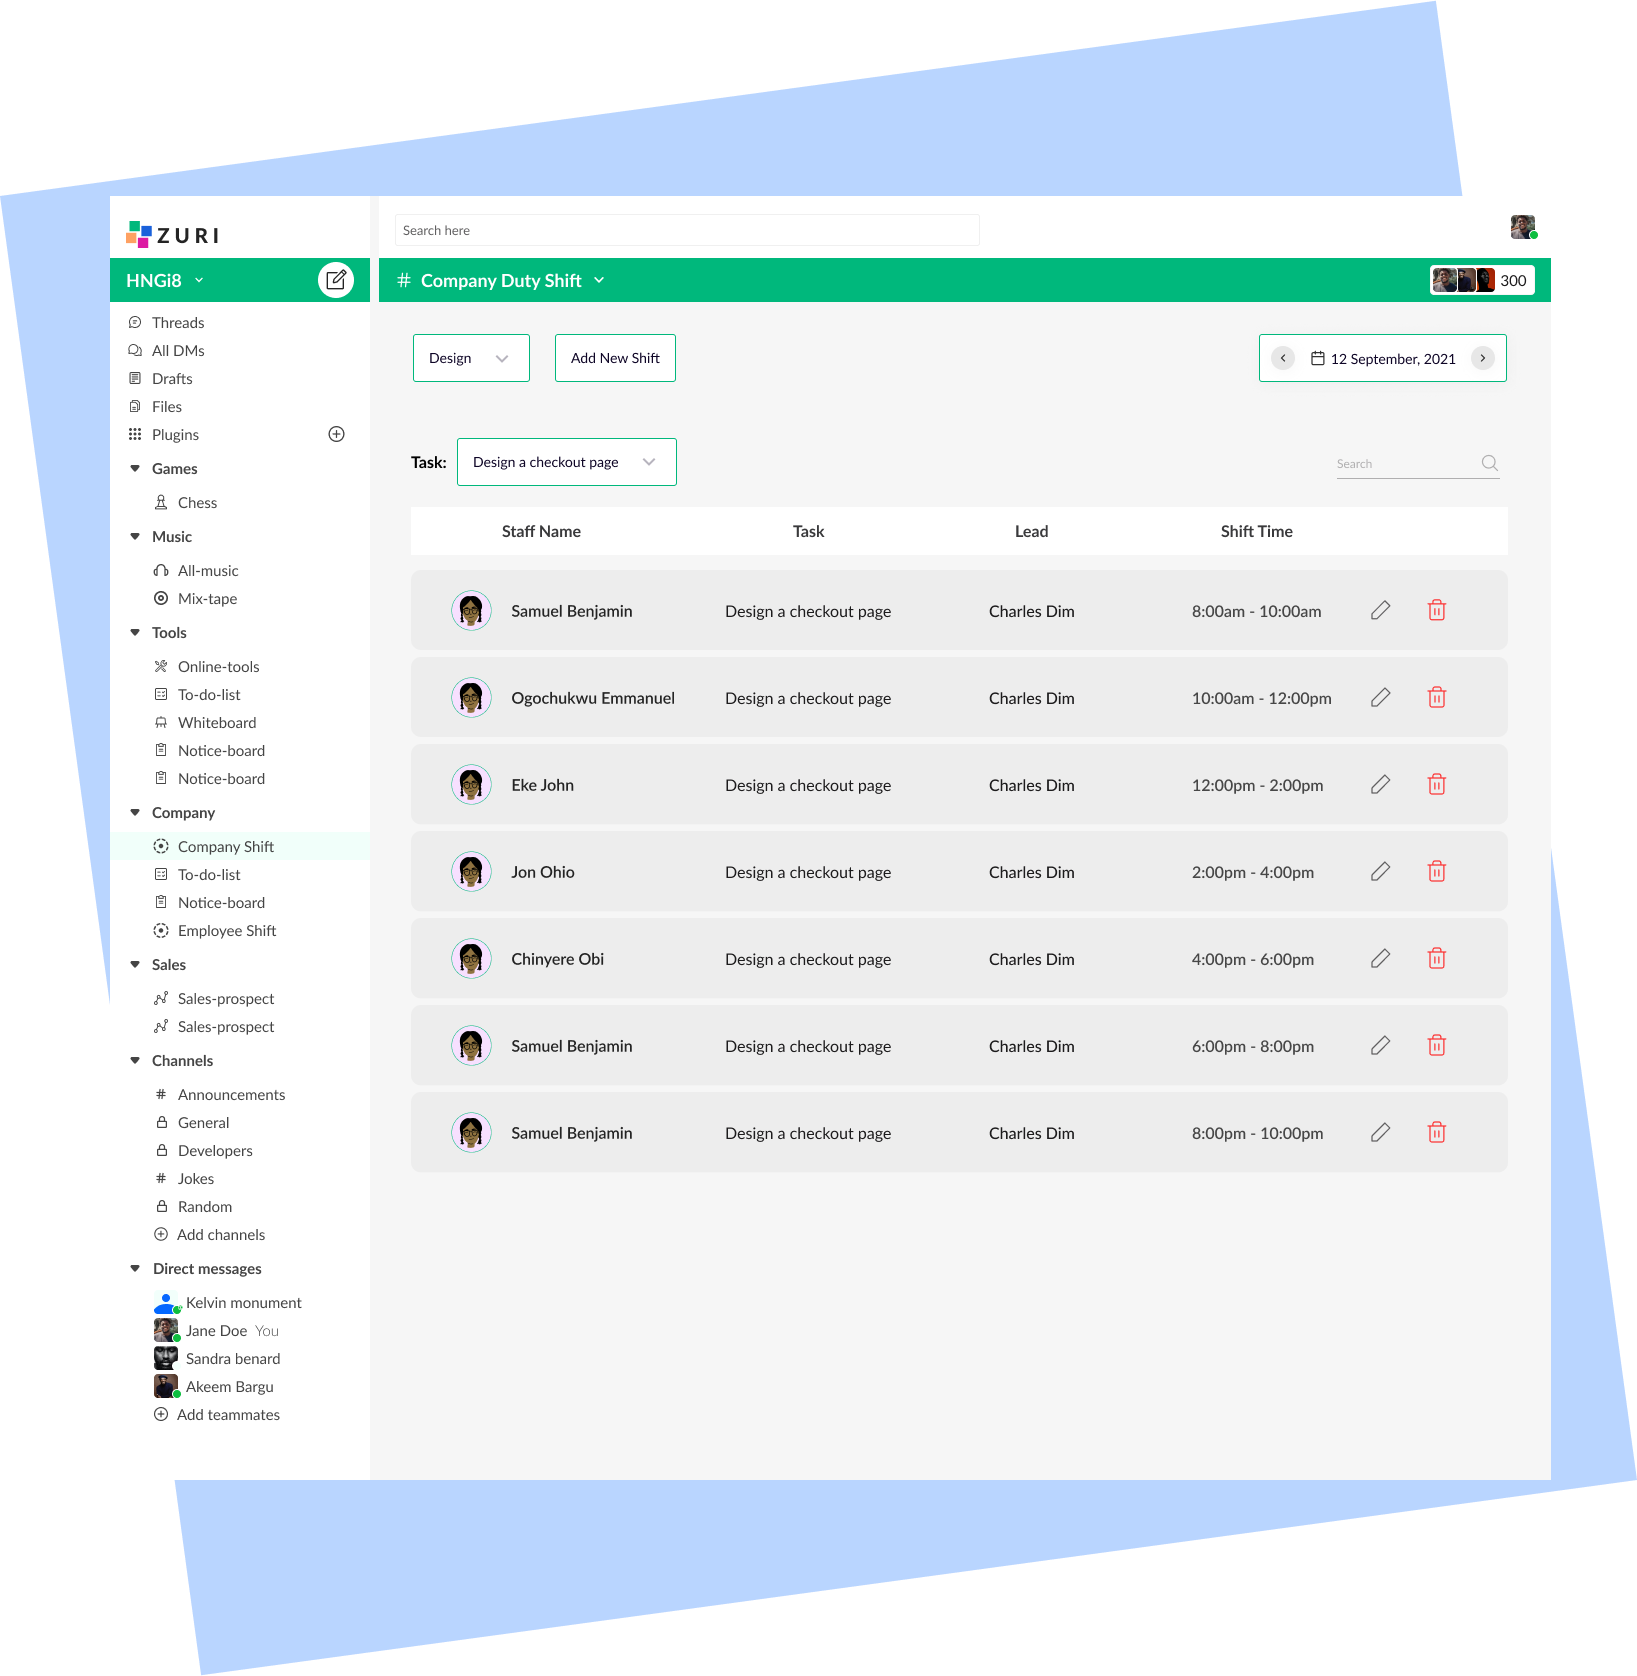 ZURI
Search here
HNGi8
# Company Duty Shift
300
Threads
All DMs
Drafts
Files
Plugins
Games
Chess
Music
All-music
Mix-tape
Tools
Online-tools
To-do-list
Whiteboard
Notice-board
Notice-board
Company
Company Shift
To-do-list
Notice-board
Employee Shift
Sales
Sales-prospect
Sales-prospect
Channels
# Announcements
General
Developers
# Jokes
Random
Add channels
Direct messages
Kelvin monument
Jane Doe You
Sandra benard
Akeem Bargu
Add teammates
Design
Add New Shift
12 September, 2021
Task: Design a checkout page
Search
Staff Name Task Lead Shift Time
Samuel Benjamin Design a checkout page Charles Dim 8:00am - 10:00am
Ogochukwu Emmanuel Design a checkout page Charles Dim 10:00am - 12:00pm
Eke John Design a checkout page Charles Dim 12:00pm - 2:00pm
Jon Ohio Design a checkout page Charles Dim 2:00pm - 4:00pm
Chinyere Obi Design a checkout page Charles Dim 4:00pm - 6:00pm
Samuel Benjamin Design a checkout page Charles Dim 6:00pm - 8:00pm
Samuel Benjamin Design a checkout page Charles Dim 8:00pm - 10:00pm